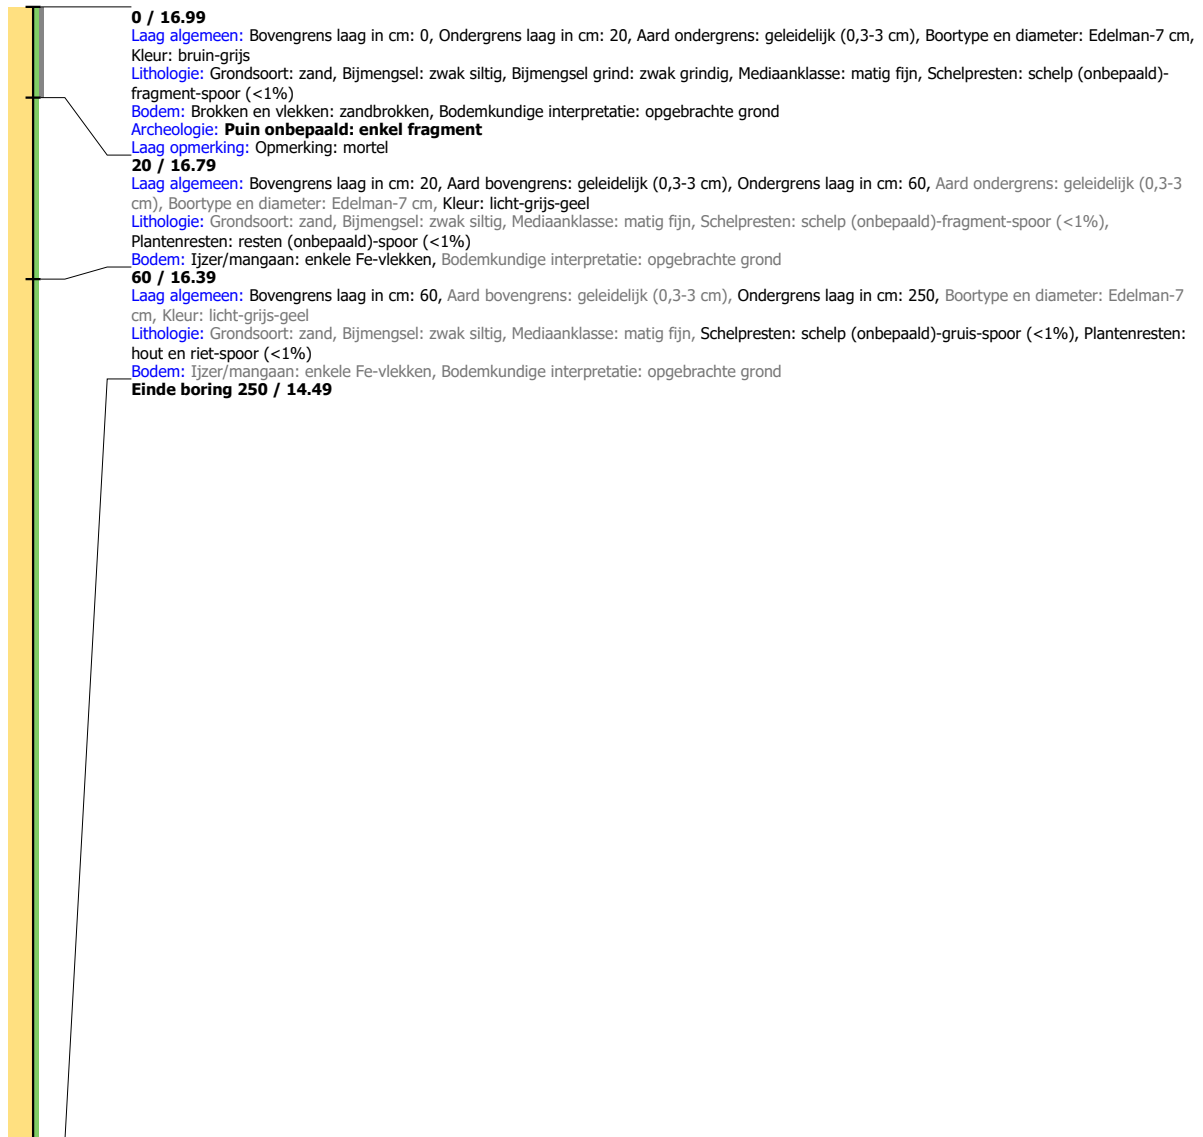 0 / 16.99
Laag algemeen: Bovengrens laag in cm: 0, Ondergrens laag in cm: 20, Aard ondergrens: geleidelijk (0,3-3 cm), Boortype en diameter: Edelman-7 cm,
Kleur: bruin-grijs
Lithologie: Grondsoort: zand, Bijmengsel: zwak siltig, Bijmengsel grind: zwak grindig, Mediaanklasse: matig fijn, Schelpresten: schelp (onbepaald)-
fragment-spoor (<1%)
Bodem: Brokken en vlekken: zandbrokken, Bodemkundige interpretatie: opgebrachte grond
Archeologie: Puin onbepaald: enkel fragment
Laag opmerking: Opmerking: mortel
20 / 16.79
Laag algemeen: Bovengrens laag in cm: 20, Aard bovengrens: geleidelijk (0,3-3 cm), Ondergrens laag in cm: 60, Aard ondergrens: geleidelijk (0,3-3
cm), Boortype en diameter: Edelman-7 cm, Kleur: licht-grijs-geel
Lithologie: Grondsoort: zand, Bijmengsel: zwak siltig, Mediaanklasse: matig fijn, Schelpresten: schelp (onbepaald)-fragment-spoor (<1%),
Plantenresten: resten (onbepaald)-spoor (<1%)
Bodem: Ijzer/mangaan: enkele Fe-vlekken, Bodemkundige interpretatie: opgebrachte grond
60 / 16.39
Laag algemeen: Bovengrens laag in cm: 60, Aard bovengrens: geleidelijk (0,3-3 cm), Ondergrens laag in cm: 250, Boortype en diameter: Edelman-7
cm, Kleur: licht-grijs-geel
Lithologie: Grondsoort: zand, Bijmengsel: zwak siltig, Mediaanklasse: matig fijn, Schelpresten: schelp (onbepaald)-gruis-spoor (<1%), Plantenresten:
hout en riet-spoor (<1%)
Bodem: Ijzer/mangaan: enkele Fe-vlekken, Bodemkundige interpretatie: opgebrachte grond
Einde boring 250 / 14.49